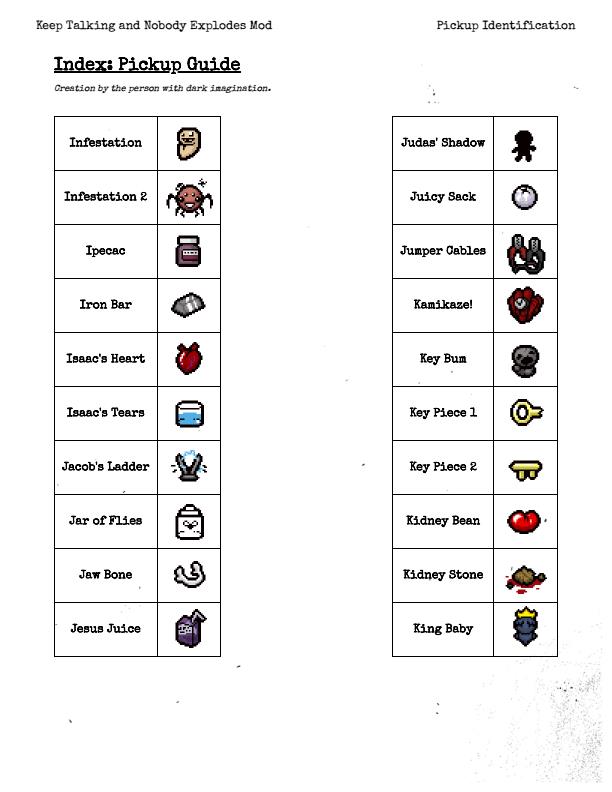 Keep Talking and Nobody Explodes Mod
Pickup Identification
Index: Pickup Guide
Creation by the person with dark imagination.
Infestation
Infestation 2
Ipecac
Iron Bar
Isaac's Heart
Isaac's Tears
Jacob's Ladder
Jar of Flies
Jaw Bone
Jesus Juice
Judas' Shadow
Juicy Sack
Jumper Cables
Kamikaze!
Key Bum
Key Piece 1
Key Piece 2
Kidney Bean
Kidney Stone
King Baby